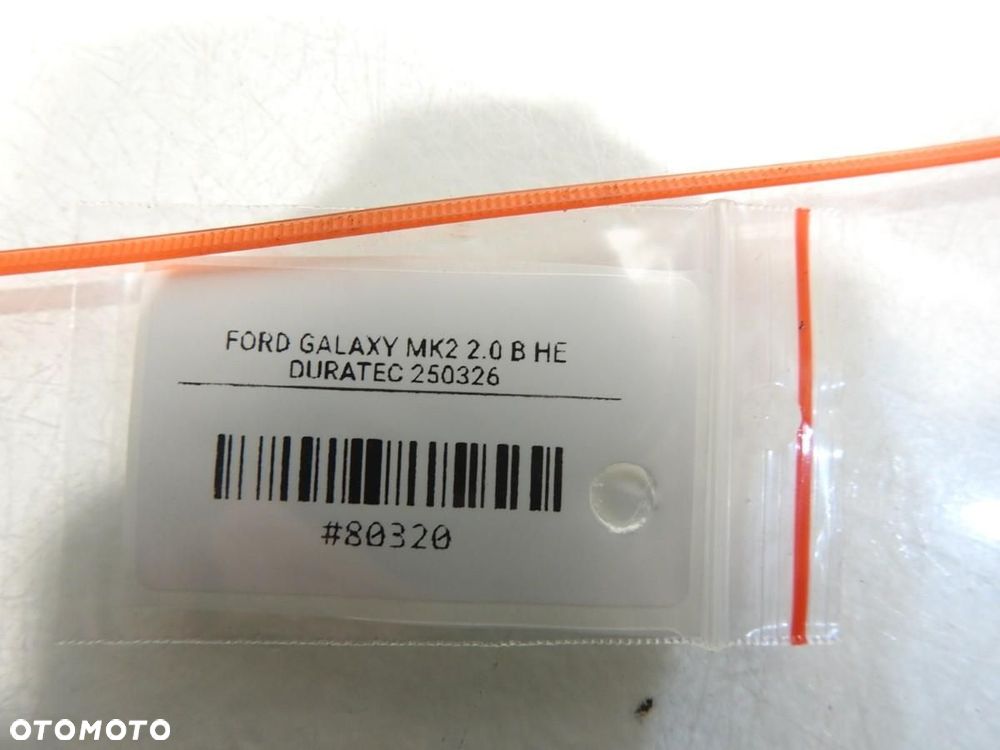 FORD GALAXY MK2 2.0 B HE
DURATEC 250326
#80320
OTOMOTO